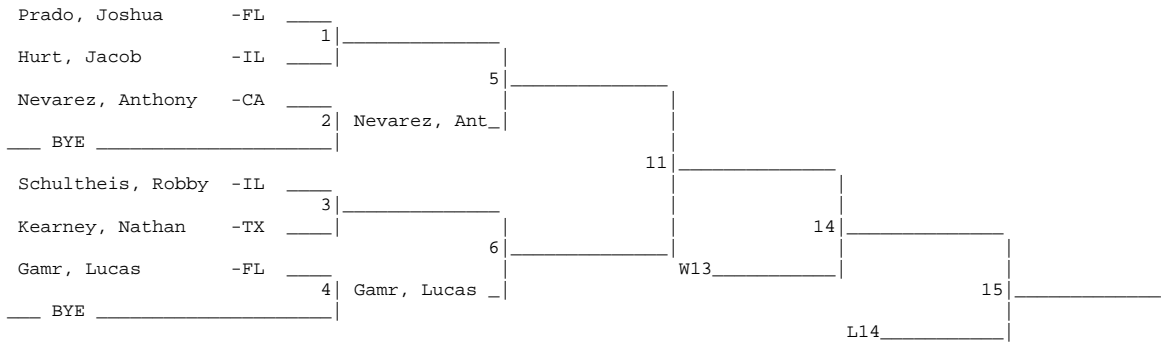 Prado, Joshua -FL
1
Hurt, Jacob -IL
5
Nevarez, Anthony -CA
2 Nevarez, Ant
BYE
11
Schultheis, Robby -IL
3
Kearney, Nathan -TX
14
6
Gamr, Lucas -FL
W13
4 Gamr, Lucas
15
BYE
L14